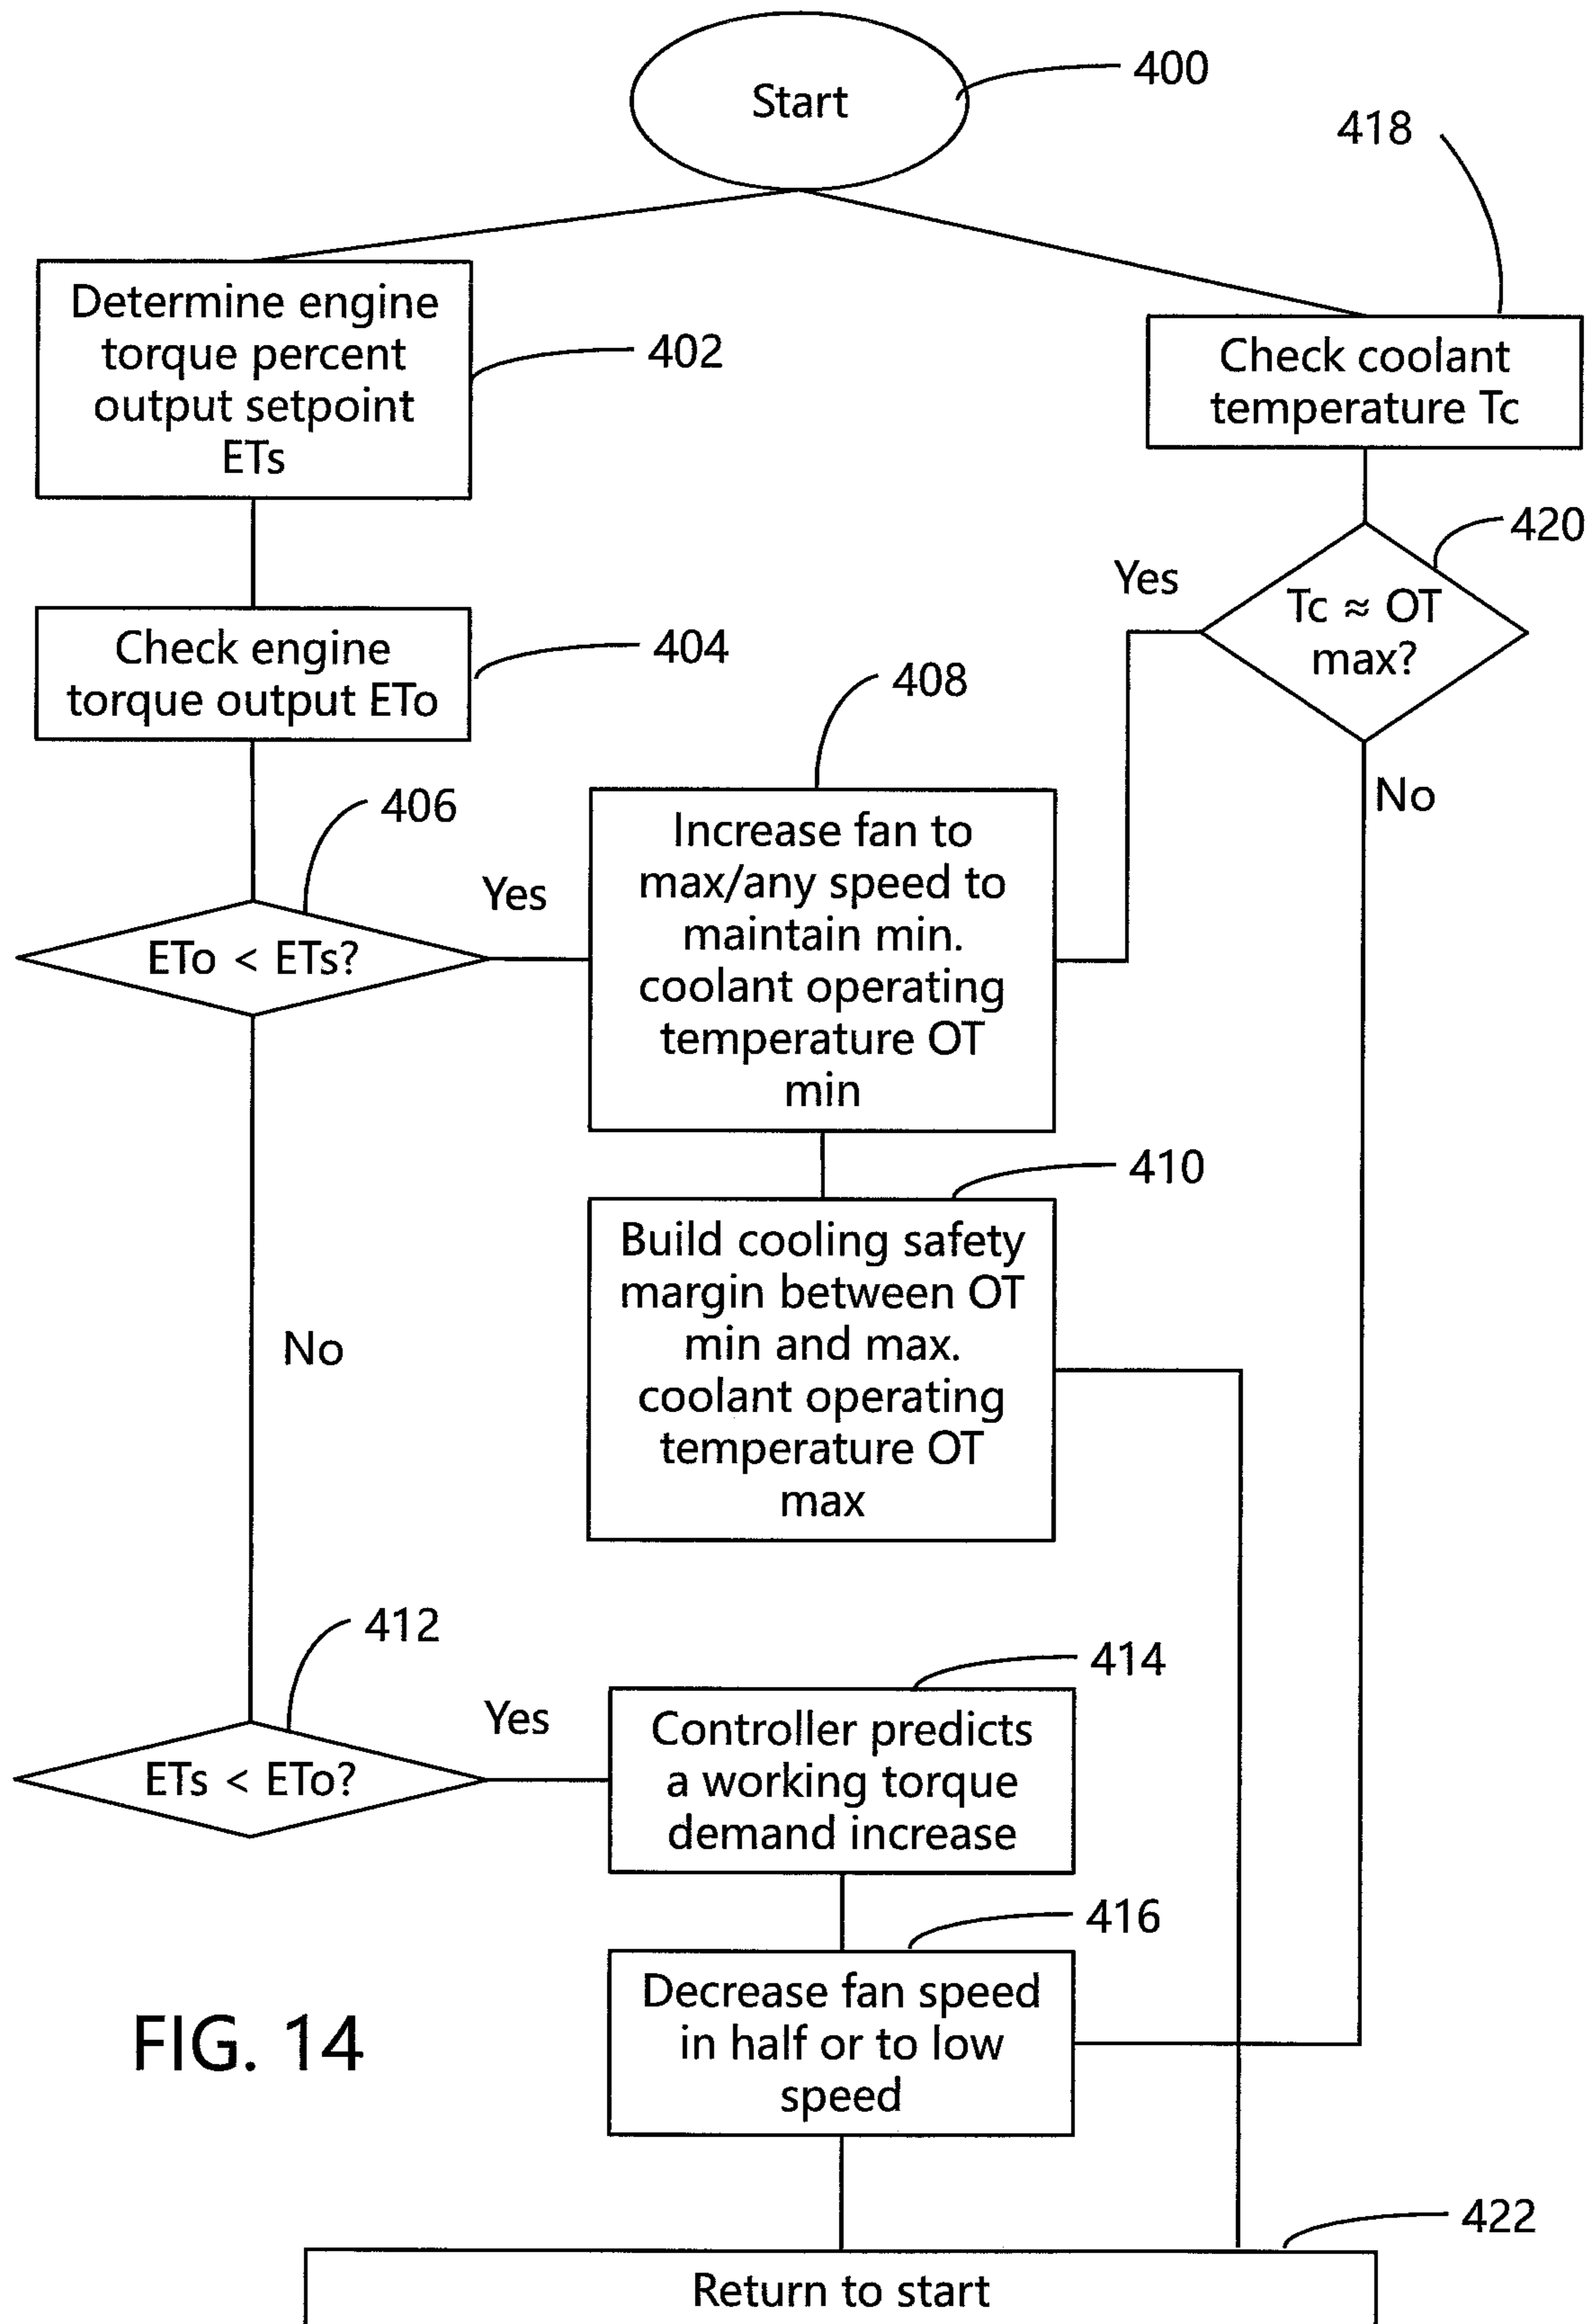 Start
400
418
Determine engine
torque percent
output setpoint
ETs
402
Check coolant
temperature Tc
420
Yes
Tc ≈ OT
max?
No
Check engine
torque output ETo
404
408
406
ETo < ETs?
Yes
Increase fan to
max/any speed to
maintain min.
coolant operating
temperature OT
min
410
Build cooling safety
margin between OT
min and max.
coolant operating
temperature OT
max
No
412
ETs < ETo?
Yes
414
Controller predicts
a working torque
demand increase
416
Decrease fan speed
in half or to low
speed
FIG. 14
422
Return to start